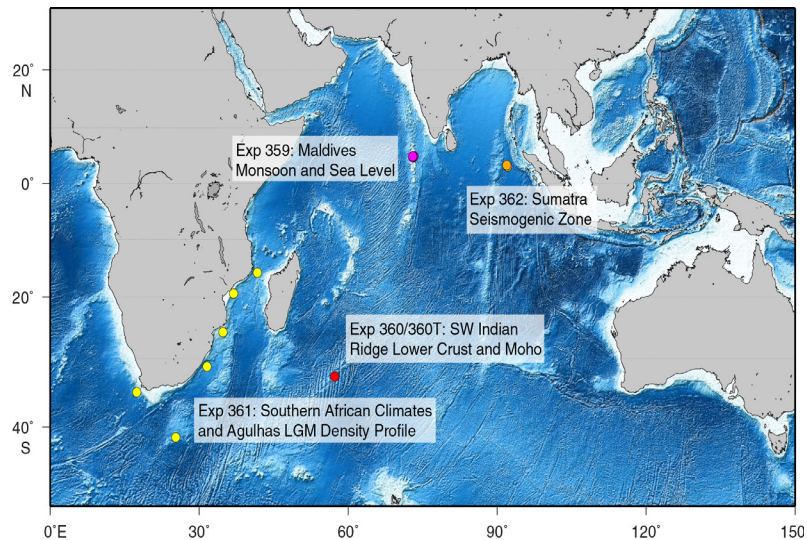 20°
N
Exp 359: Maldives
Monsoon and Sea Level
0°
Exp 362: Sumatra
Seismogenic Zone
20°
Exp 360/360T: SW Indian
Ridge Lower Crust and Moho
Exp 361: Southern African Climates
and Agulhas LGM Density Profile
40°
S
0°E
30°
60°
90°
120°
150